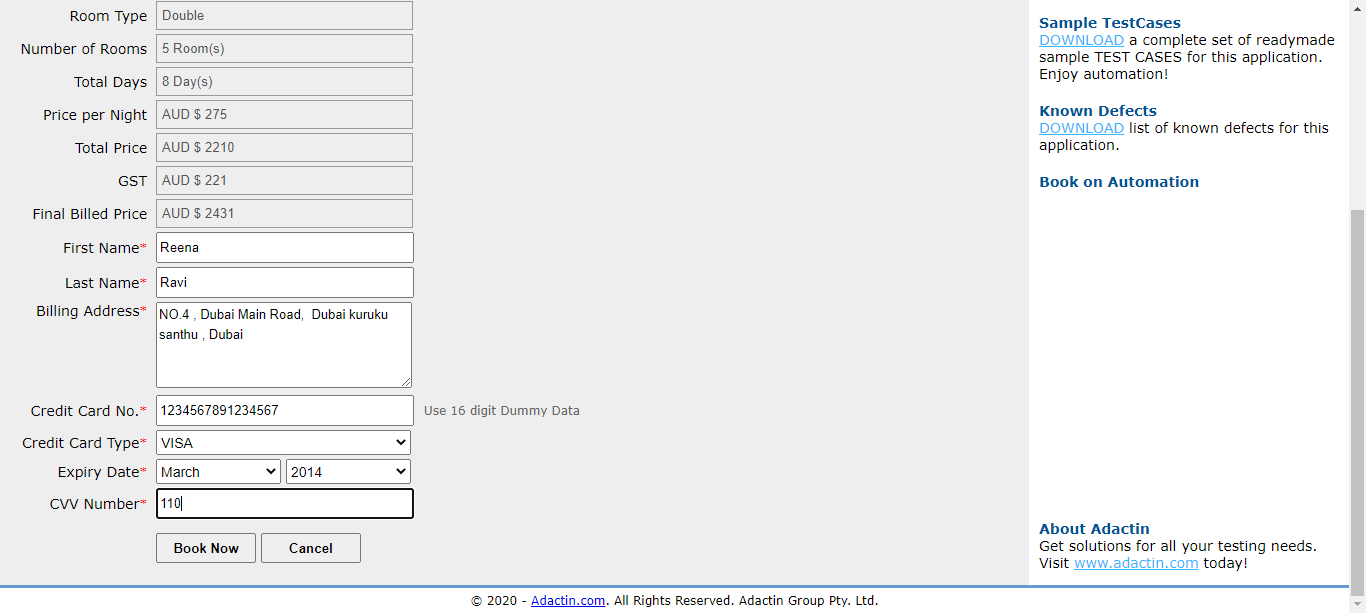 Room Type Double
Number of Rooms 5 Room(s)
Total Days 8 Day(s)
Price per Night AUD $ 275
Total Price AUD $ 2210
GST AUD $ 221
Final Billed Price AUD $ 2431
First Name* Reena
Last Name* Ravi
Billing Address* NO.4 , Dubai Main Road,  Dubai kuruku
santhu , Dubai
Credit Card No.* 1234567891234567 Use 16 digit Dummy Data
Credit Card Type* VISA
Expiry Date* March 2014
CVV Number* 110
Book Now Cancel
Sample TestCases
DOWNLOAD a complete set of readymade
sample TEST CASES for this application.
Enjoy automation!
Known Defects
DOWNLOAD list of known defects for this
application.
Book on Automation
About Adactin
Get solutions for all your testing needs.
Visit www.adactin.com today!
© 2020 - Adactin.com. All Rights Reserved. Adactin Group Pty. Ltd.